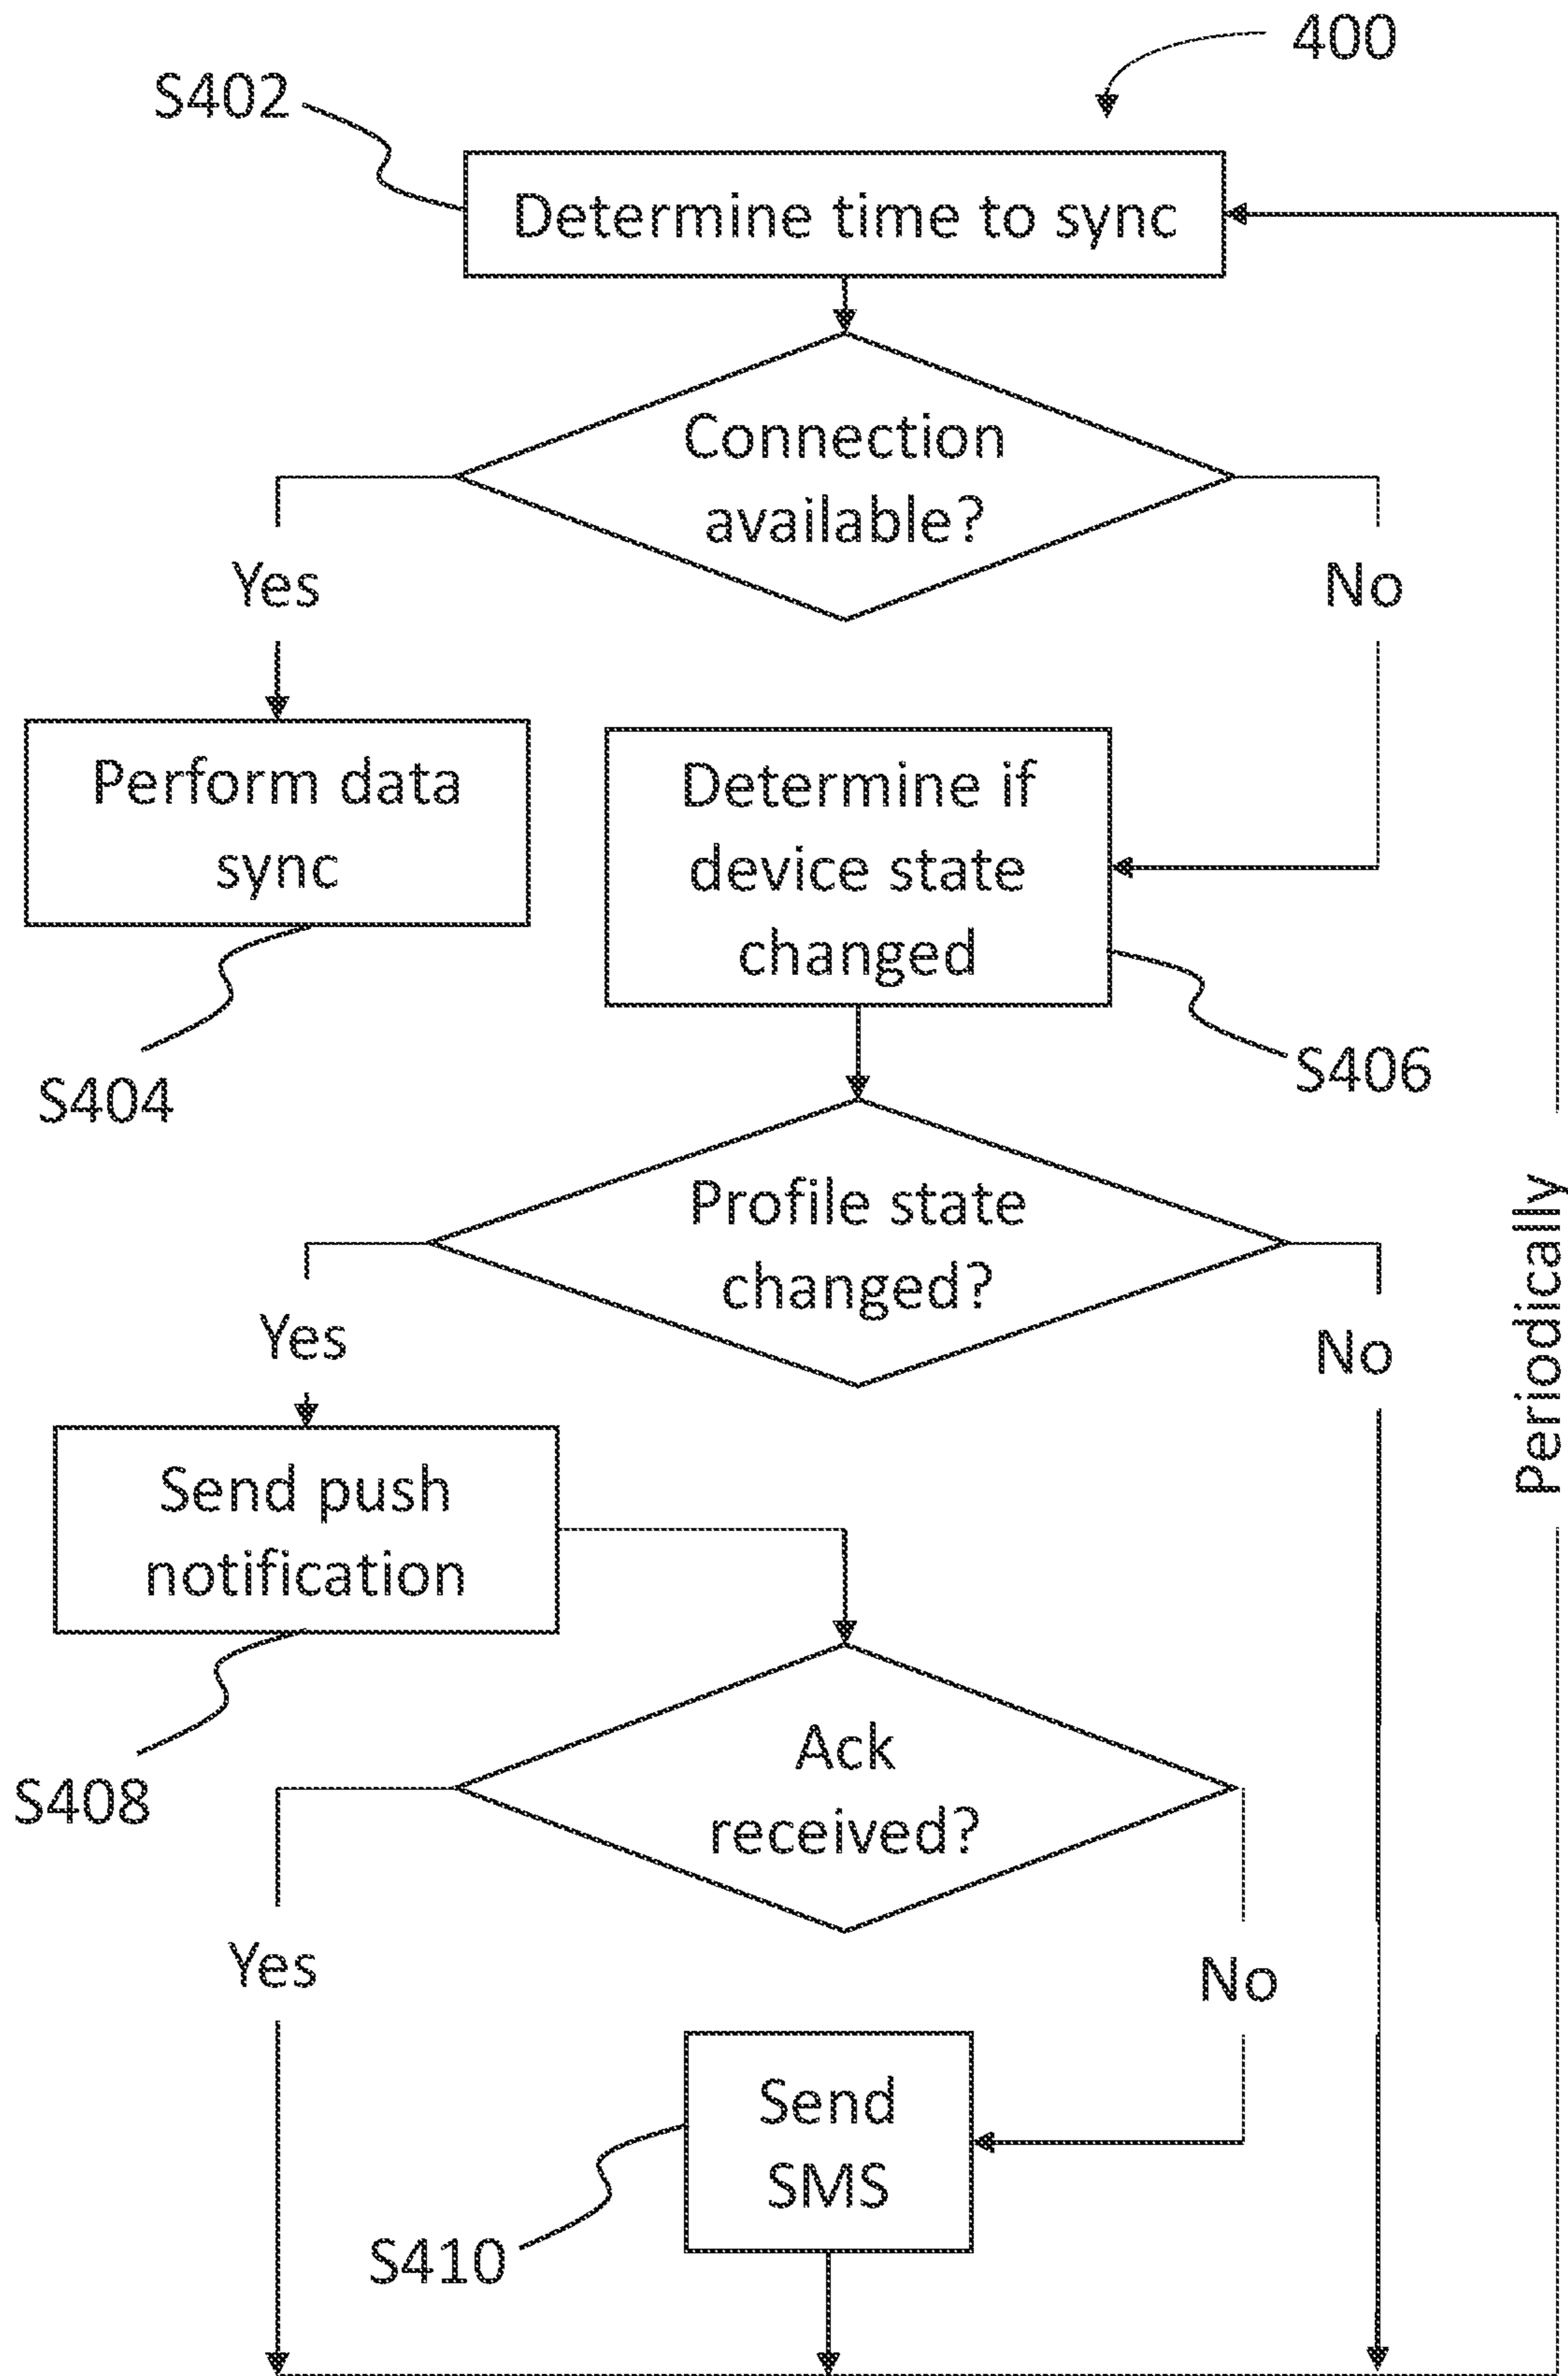 400
S402
Determine time to sync
Connection
available?
Yes
No
Perform data
sync
Determine if
device state
changed
S404
S406
Profile state
changed?
Periodically
Yes
No
Send push
notification
S408
Ack
received?
Yes
No
Send
SMS
S410